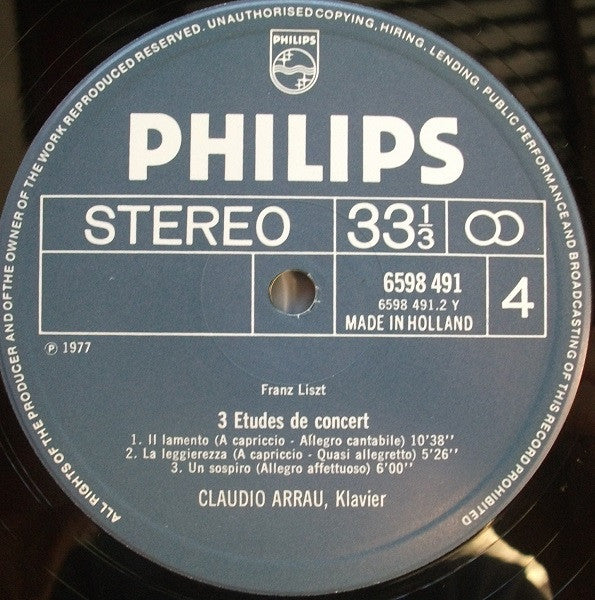 ALL RIGHTS OF THE PRODUCER AND OF THE OWNER OF THE WORK REPRODUCED RESERVED. UNAUTHORISED COPYING, HIRING, LENDING, PUBLIC PERFORMANCE AND BROADCASTING OF THIS RECORD PROHIBITED
PHILIPS
PHILIPS
STEREO 33⅓
6598 491
6598 491.2 Y
MADE IN HOLLAND
4
Ⓟ 1977
Franz Liszt
3 Etudes de concert
1. Il lamento (A capriccio - Allegro cantabile) 10'38''
2. La leggierezza (A capriccio - Quasi allegretto) 5'26''
3. Un sospiro (Allegro affettuoso) 6'00''
CLAUDIO ARRAU, Klavier